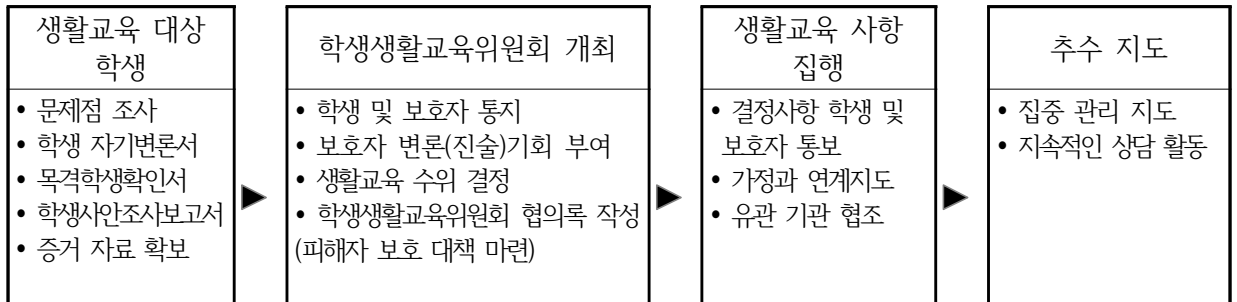 생활교육 대상
학생
• 문제점 조사
• 학생 자기변론서
• 목격학생확인서
• 학생사안조사보고서
• 증거 자료 확보
▶
학생생활교육위원회 개최
• 학생 및 보호자 통지
• 보호자 변론(진술)기회 부여
• 생활교육 수위 결정
• 학생생활교육위원회 협의록 작성
(피해자 보호 대책 마련)
▶
생활교육 사항
집행
• 결정사항 학생 및
보호자 통보
• 가정과 연계지도
• 유관 기관 협조
▶
추수 지도
• 집중 관리 지도
• 지속적인 상담 활동